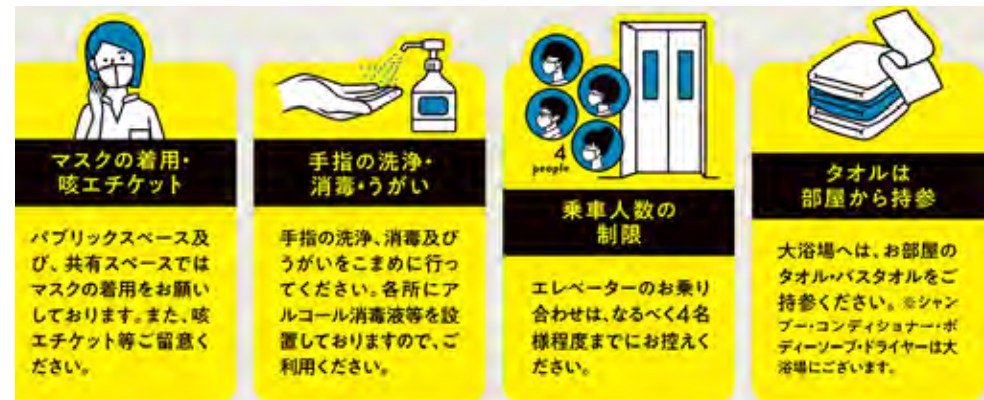 マスクの着用・
咳エチケット
パブリックスペース及
び、共有スペースでは
マスクの着用をお願い
しております。また、咳
エチケット等ご留意く
ださい。
手指の洗浄・
消毒・うがい
手指の洗浄、消毒及び
うがいをこまめに行っ
てください。各所にア
ルコール消毒液等を設
置しておりますので、ご
利用ください。
4
people
乗車人数の
制限
エレベーターのお乗り
合わせは、なるべく4名
様程度までにお控えく
ださい。
タオルは
部屋から持参
大浴場へは、お部屋の
タオル・バスタオルをご
持参ください。※シャン
プー・コンディショナー・ボ
ディーソープ・ドライヤーは大
浴場にございます。